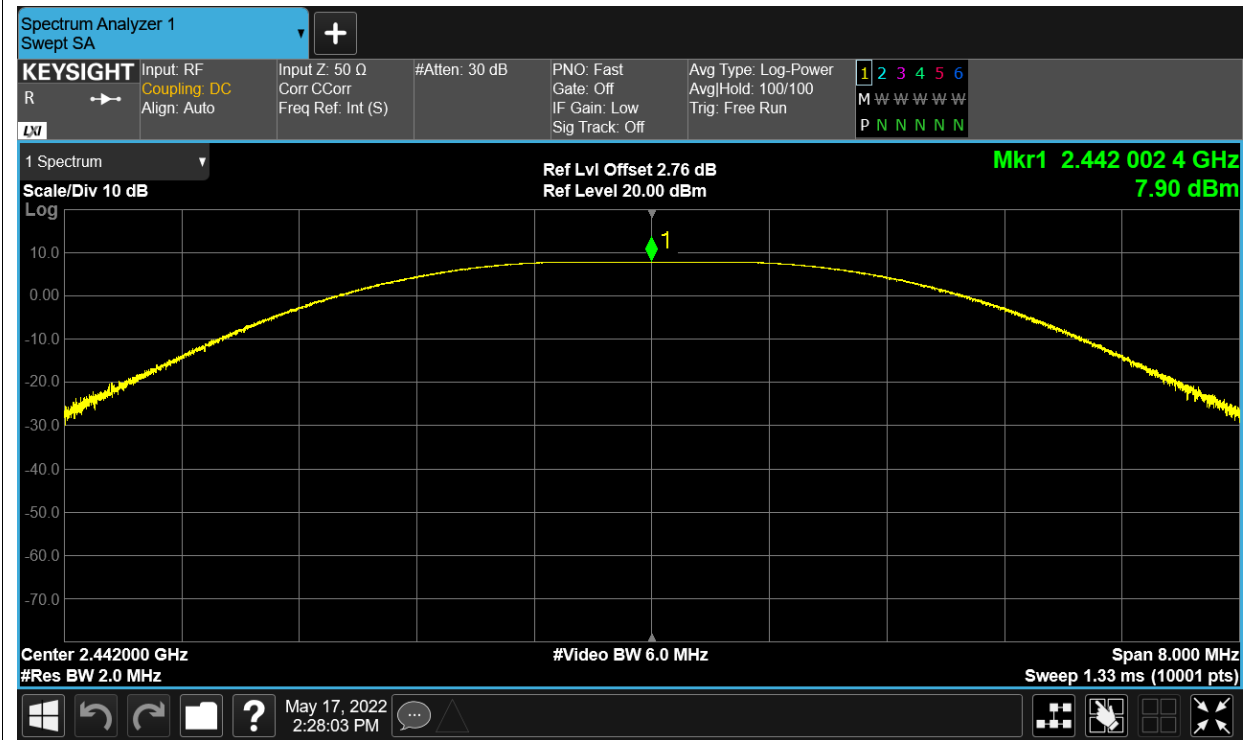 Spectrum Analyzer 1
Swept SA
KEYSIGHT
R
LXI
Input: RF
Coupling: DC
Align: Auto
Input Z: 50 Ω
Corr CCorr
Freq Ref: Int (S)
#Atten: 30 dB
PNO: Fast
Gate: Off
IF Gain: Low
Sig Track: Off
Avg Type: Log-Power
Avg|Hold: 100/100
Trig: Free Run
1 2 3 4 5 6
M W W W W W
P N N N N N
1 Spectrum
Scale/Div 10 dB
Log
Ref Lvl Offset 2.76 dB
Ref Level 20.00 dBm
Mkr1 2.442 002 4 GHz
7.90 dBm
1
10.0
0.00
-10.0
-20.0
-30.0
-40.0
-50.0
-60.0
-70.0
Center 2.442000 GHz
#Res BW 2.0 MHz
#Video BW 6.0 MHz
Span 8.000 MHz
Sweep 1.33 ms (10001 pts)
?
May 17, 2022
2:28:03 PM